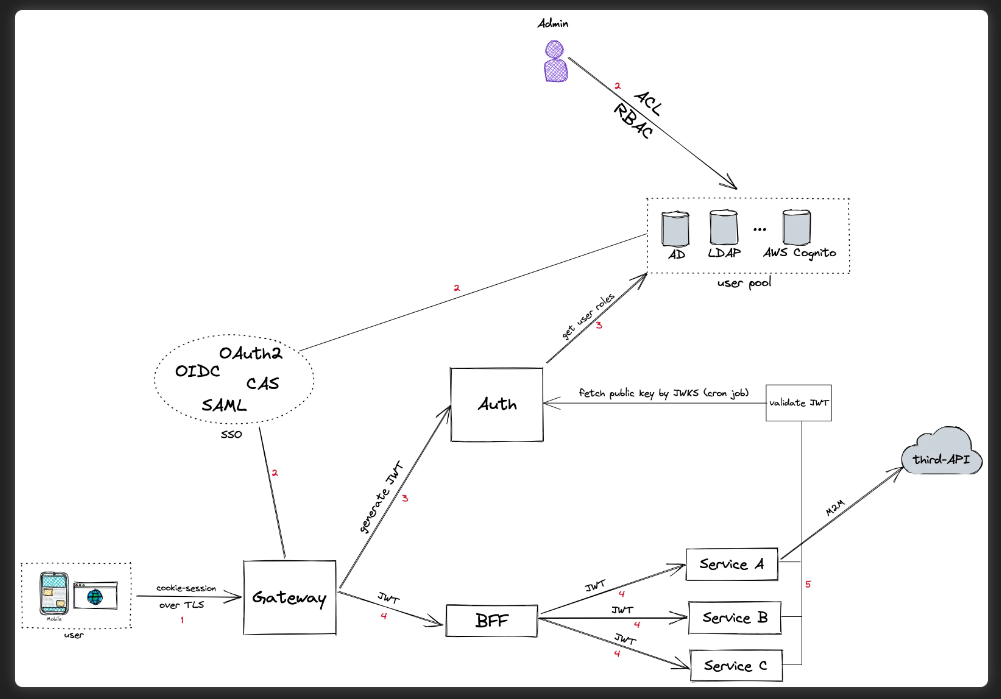 Admin
2
ACL
RBAC
AD
LDAP
...
AWS Cognito
user pool
2
get user roles
3
OAuth2
OIDC
CAS
SAML
SSO
Auth
fetch public key by JWKS (cron job)
validate JWT
third-API
2
generate JWT
3
M2M
Mobile
user
cookie-session
over TLS
1
Gateway
JWT
4
BFF
JWT
4
JWT
4
JWT
4
Service A
Service B
Service C
5